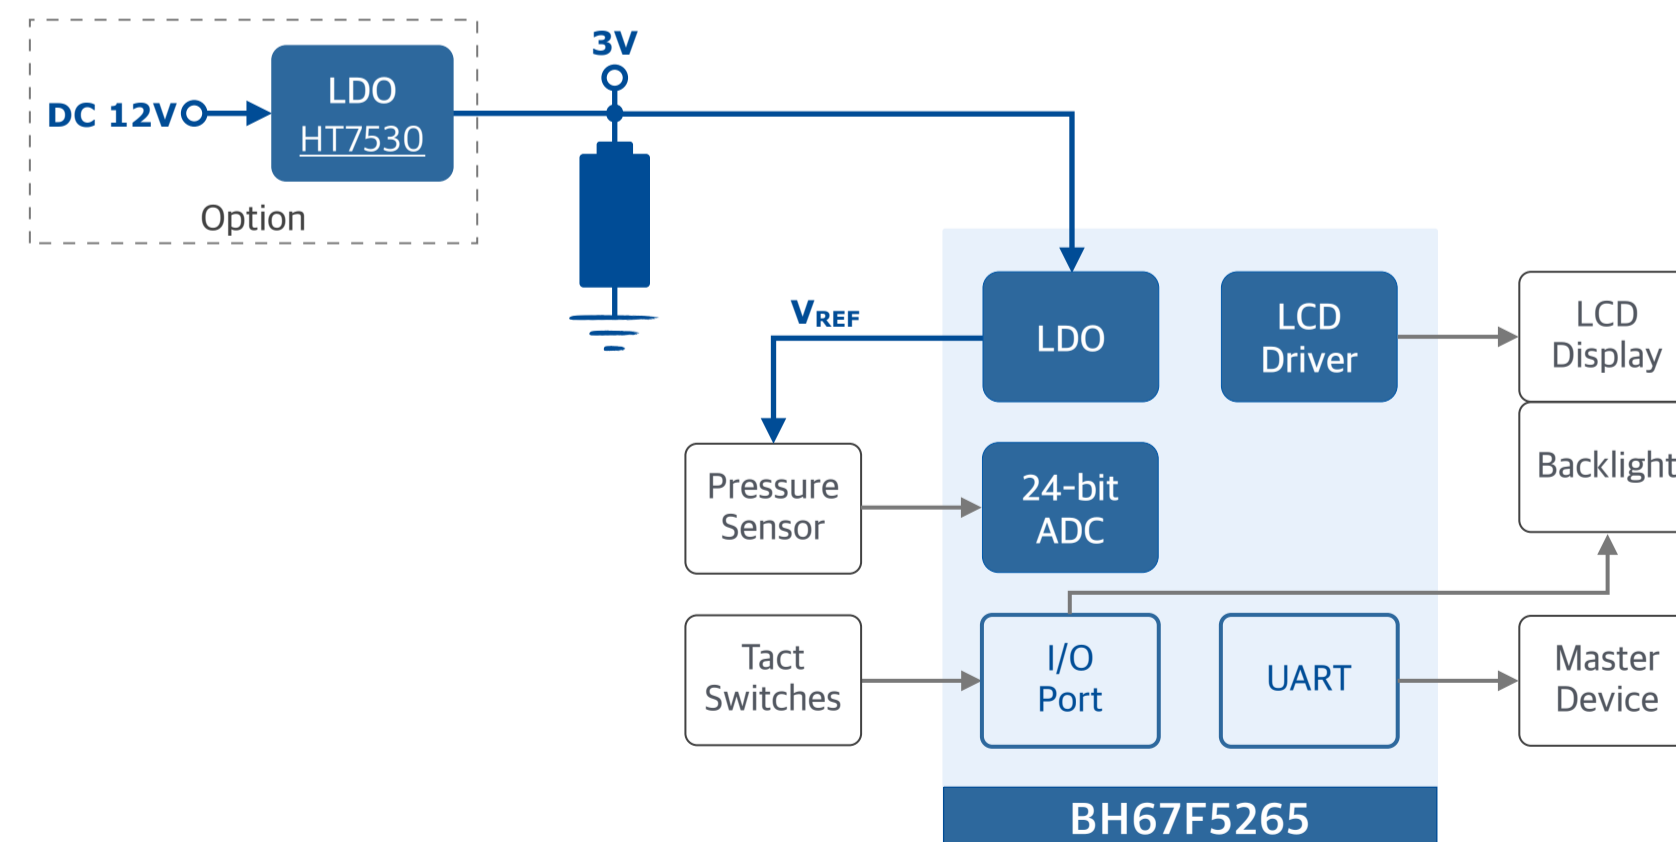 3V
DC 12V
LDO
HT7530
Option
VREF
LDO
LCD
Driver
LCD
Display
Pressure
Sensor
24-bit
ADC
Backlight
Tact
Switches
I/O
Port
UART
Master
Device
BH67F5265